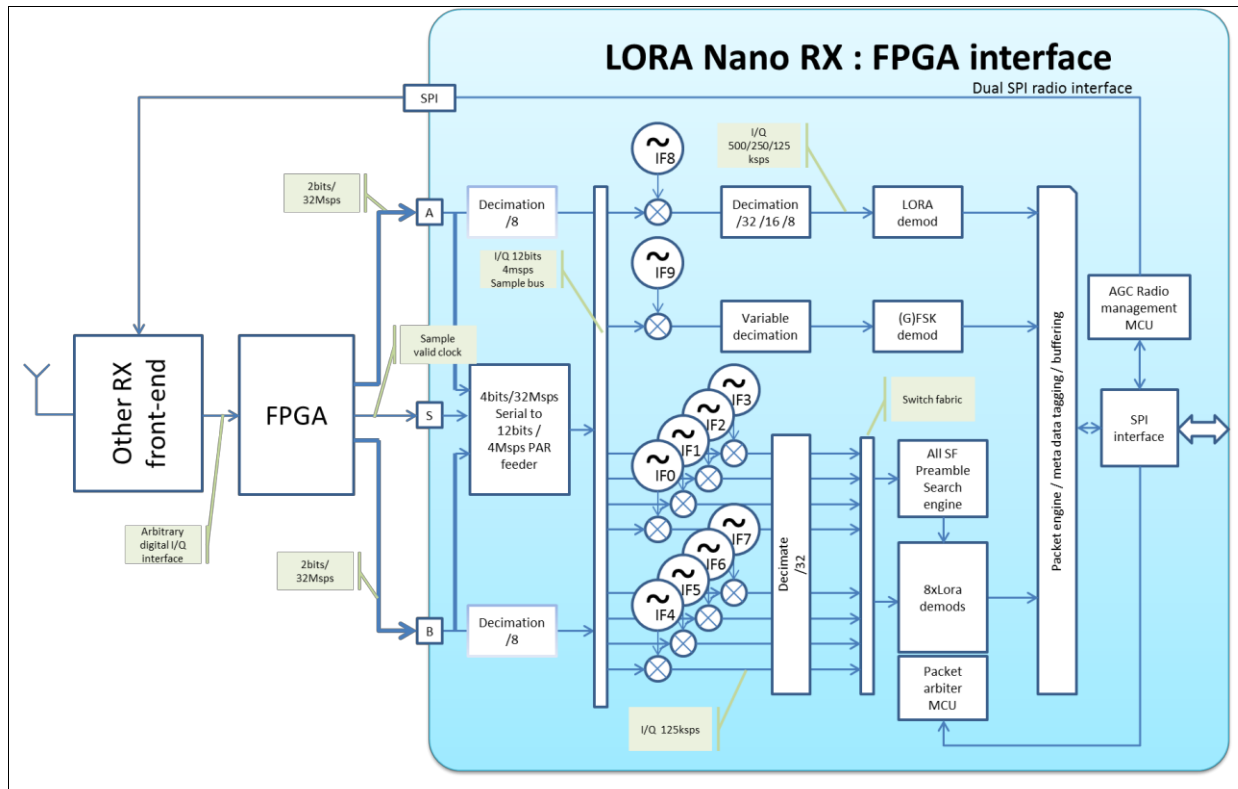 LORA Nano RX : FPGA interface
Dual SPI radio interface
SPI
I/Q
500/250/125
ksps
~
IF8
2bits/
32Msps
A
Decimation
/8
Decimation
/32 /16 /8
LORA
demod
I/Q 12bits
4msps
Sample bus
~
IF9
AGC Radio
management
MCU
Variable
decimation
(G)FSK
demod
Sample
valid clock
Other RX
front-end
FPGA
S
4bits/32Msps
Serial to
12bits /
4Msps PAR
feeder
~
IF3
~
IF2
~
IF1
~
IF0
Switch fabric
SPI
interface
All SF
Preamble
Search
engine
Packet engine / meta data tagging / buffering
Arbitrary
digital I/Q
interface
2bits/
32Msps
~
IF7
~
IF6
~
IF5
~
IF4
Decimate
/32
8xLora
demods
B
Decimation
/8
Packet
arbiter
MCU
I/Q 125ksps